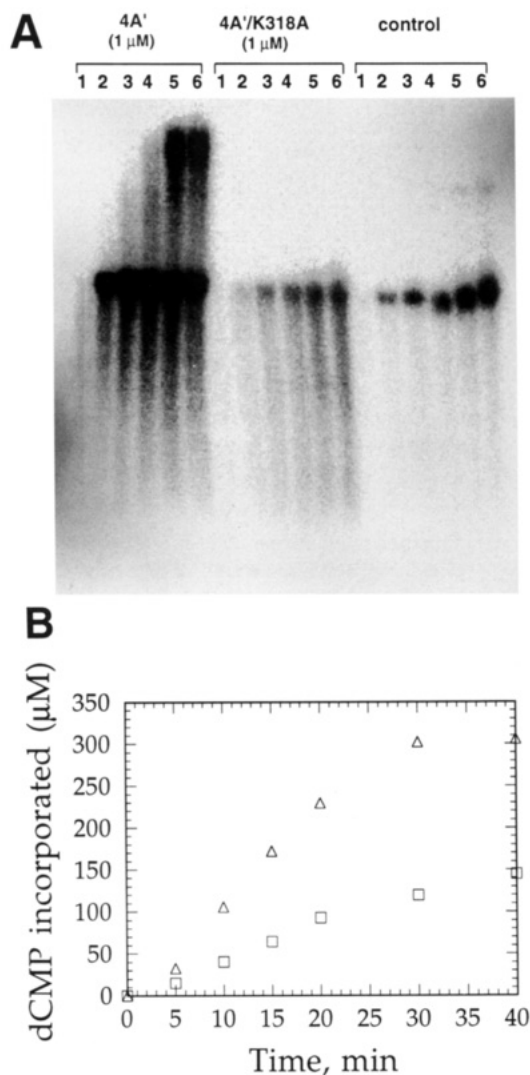 A
4A' 4A'/K318A control
(1 μM) (1 μM)
1 2 3 4 5 6 1 2 3 4 5 6 1 2 3 4 5 6
B
dCMP incorporated (μM)
350
300
250
200
150
100
50
0
0 5 10 15 20 25 30 35 40
Time, min